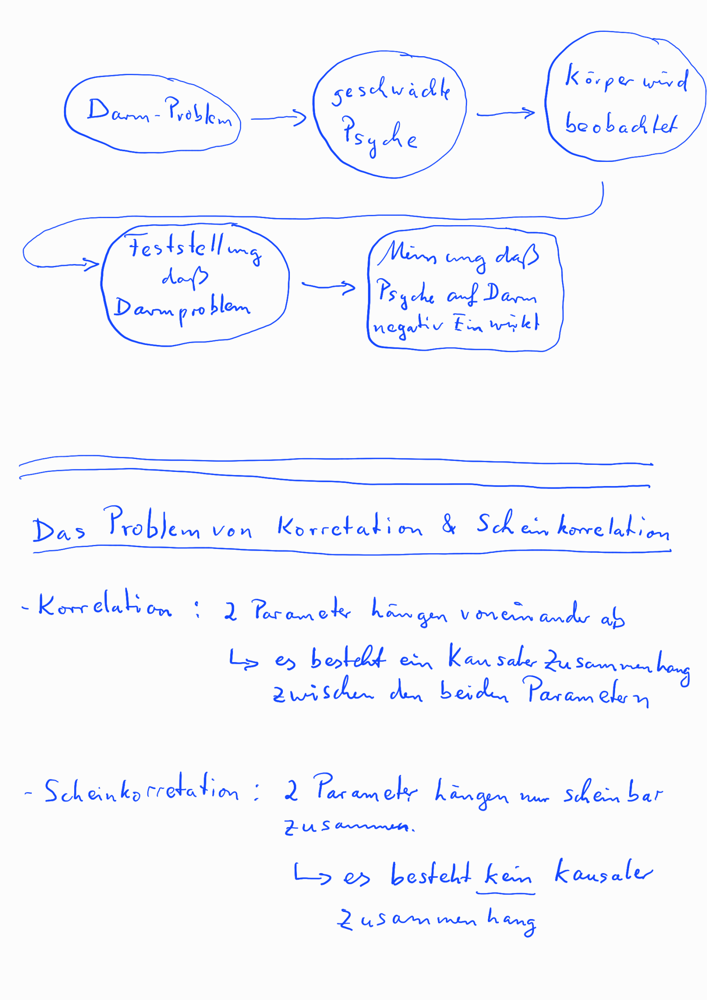 Darm-Problem
geschwächte
Psyche
Körper wird
beobachtet
Feststellung
daß
Darmproblem
Meinung daß
Psyche auf Darm
negativ Einwirkt
Das Problem von Korrelation & Scheinkorrelation
- Korrelation : 2 Parameter hängen voneinander ab
↳ es besteht ein Kausaler Zusammenhang
zwischen den beiden Parametern
- Scheinkorrelation : 2 Parameter hängen nur scheinbar
zusammen.
↳ es besteht kein Kausaler
Zusammenhang